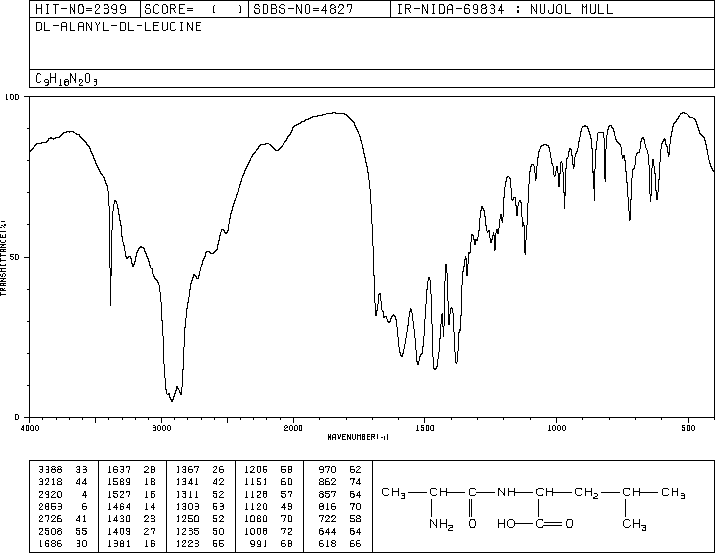 HIT-NO=2399 SCORE= ( ) SDBS-NO=4827 IR-NIDA-69834 : NUJOL MULL
DL-ALANYL-DL-LEUCINE
C9H18N2O3
100
50
0
TRANSMITTANCE(%)
4000 3000 2000 1500 1000 500
WAVENUMBER(-1)
3388 33 1637 28 1367 26 1206 58 970 62
3218 44 1589 18 1341 42 1151 60 862 74
2920 4 1527 16 1311 52 1128 57 857 64
2853 6 1464 14 1303 53 1120 49 816 70
2726 41 1430 23 1250 52 1080 70 722 58
2508 55 1409 27 1235 50 1008 72 644 64
1686 30 1381 16 1223 55 991 68 618 66
CH3 CH C NH CH CH2 CH CH3
NH2 O HO C O CH3